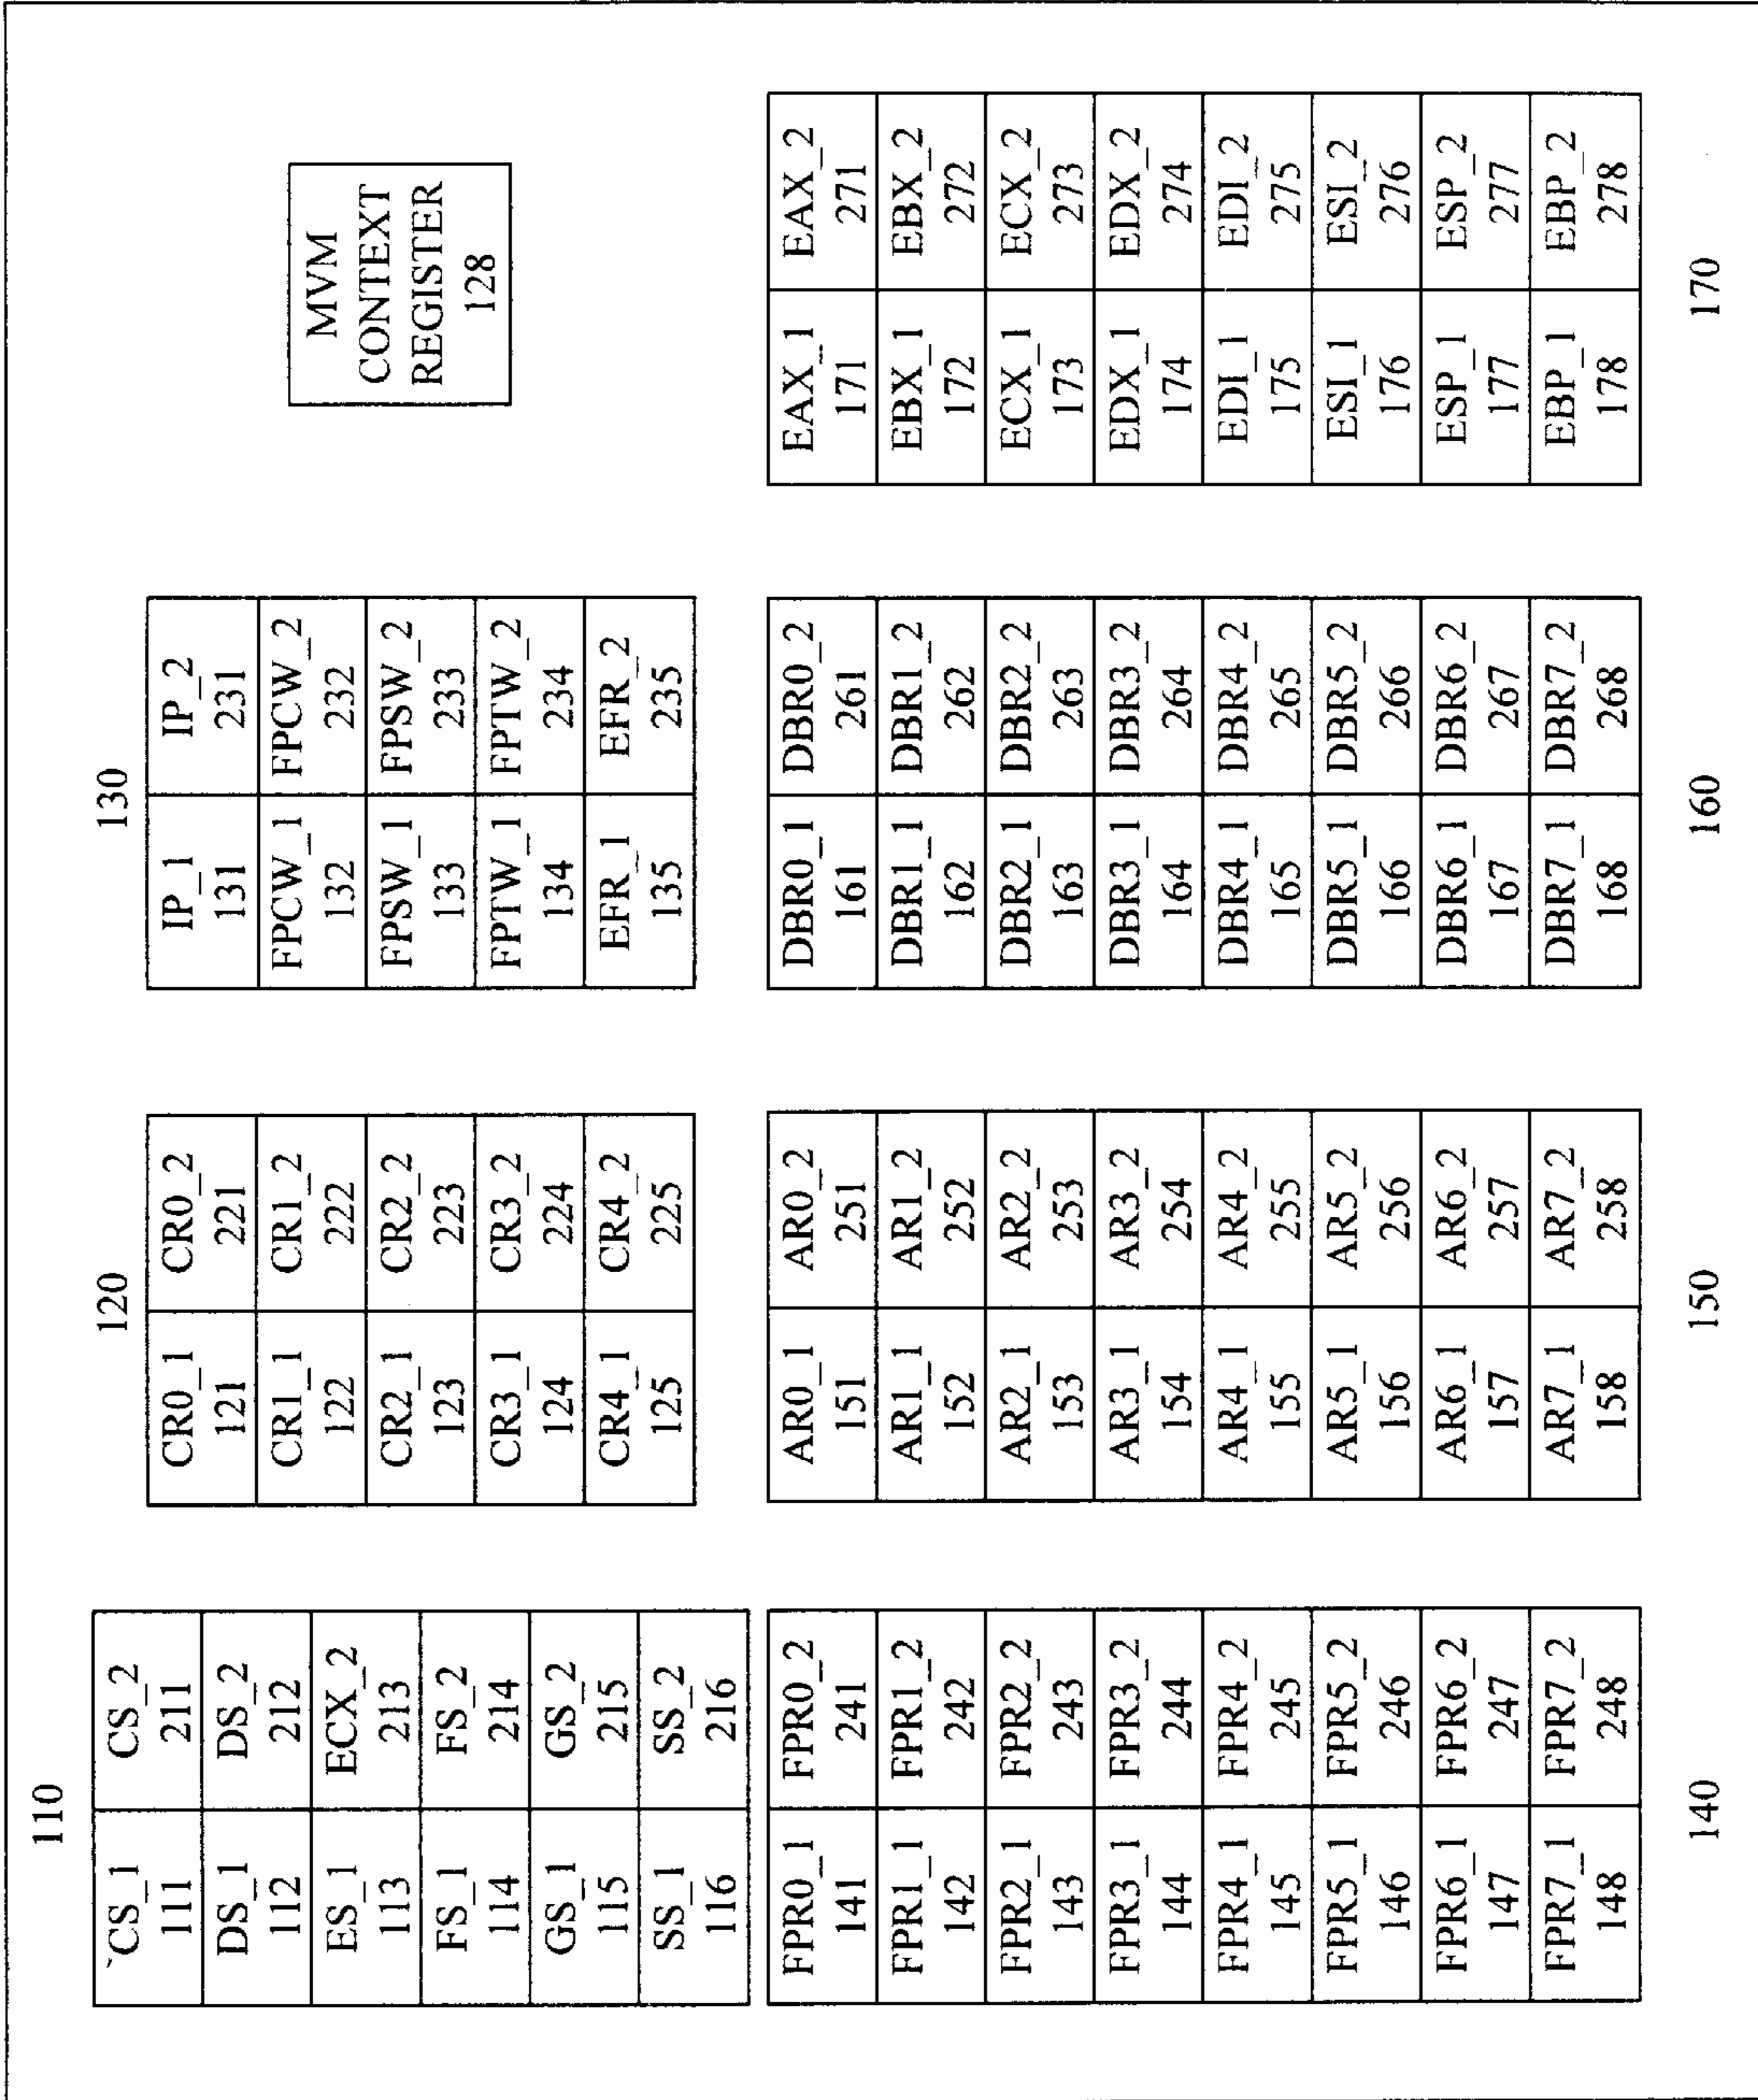 110
CS_1 CS_2
111 211
DS_1 DS_2
112 212
ES_1 ECX_2
113 213
FS_1 FS_2
114 214
GS_1 GS_2
115 215
SS_1 SS_2
116 216
120
CR0_1 CR0_2
121 221
CR1_1 CR1_2
122 222
CR2_1 CR2_2
123 223
CR3_1 CR3_2
124 224
CR4_1 CR4_2
125 225
130
IP_1 IP_2
131 231
FPCW_1 FPCW_2
132 232
FPSW_1 FPSW_2
133 233
FPTW_1 FPTW_2
134 234
EFR_1 EFR_2
135 235
MVM
CONTEXT
REGISTER
128
FPR0_1 FPR0_2
141 241
FPR1_1 FPR1_2
142 242
FPR2_1 FPR2_2
143 243
FPR3_1 FPR3_2
144 244
FPR4_1 FPR4_2
145 245
FPR5_1 FPR5_2
146 246
FPR6_1 FPR6_2
147 247
FPR7_1 FPR7_2
148 248
140
AR0_1 AR0_2
151 251
AR1_1 AR1_2
152 252
AR2_1 AR2_2
153 253
AR3_1 AR3_2
154 254
AR4_1 AR4_2
155 255
AR5_1 AR5_2
156 256
AR6_1 AR6_2
157 257
AR7_1 AR7_2
158 258
150
DBR0_1 DBR0_2
161 261
DBR1_1 DBR1_2
162 262
DBR2_1 DBR2_2
163 263
DBR3_1 DBR3_2
164 264
DBR4_1 DBR4_2
165 265
DBR5_1 DBR5_2
166 266
DBR6_1 DBR6_2
167 267
DBR7_1 DBR7_2
168 268
160
EAX_1 EAX_2
171 271
EBX_1 EBX_2
172 272
ECX_1 ECX_2
173 273
EDX_1 EDX_2
174 274
EDI_1 EDI_2
175 275
ESI_1 ESI_2
176 276
ESP_1 ESP_2
177 277
EBP_1 EBP_2
178 278
170